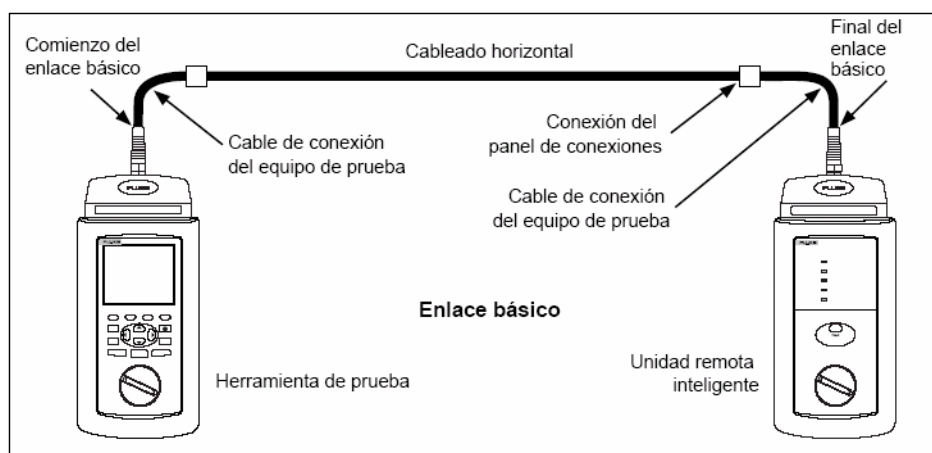 Comienzo del
enlace básico
Cableado horizontal
Final del
enlace
básico
Cable de conexión
del equipo de prueba
Conexión del
panel de conexiones
Cable de conexión
del equipo de prueba
Enlace básico
Herramienta de prueba
Unidad remota
inteligente
FLUKE
FLUKE